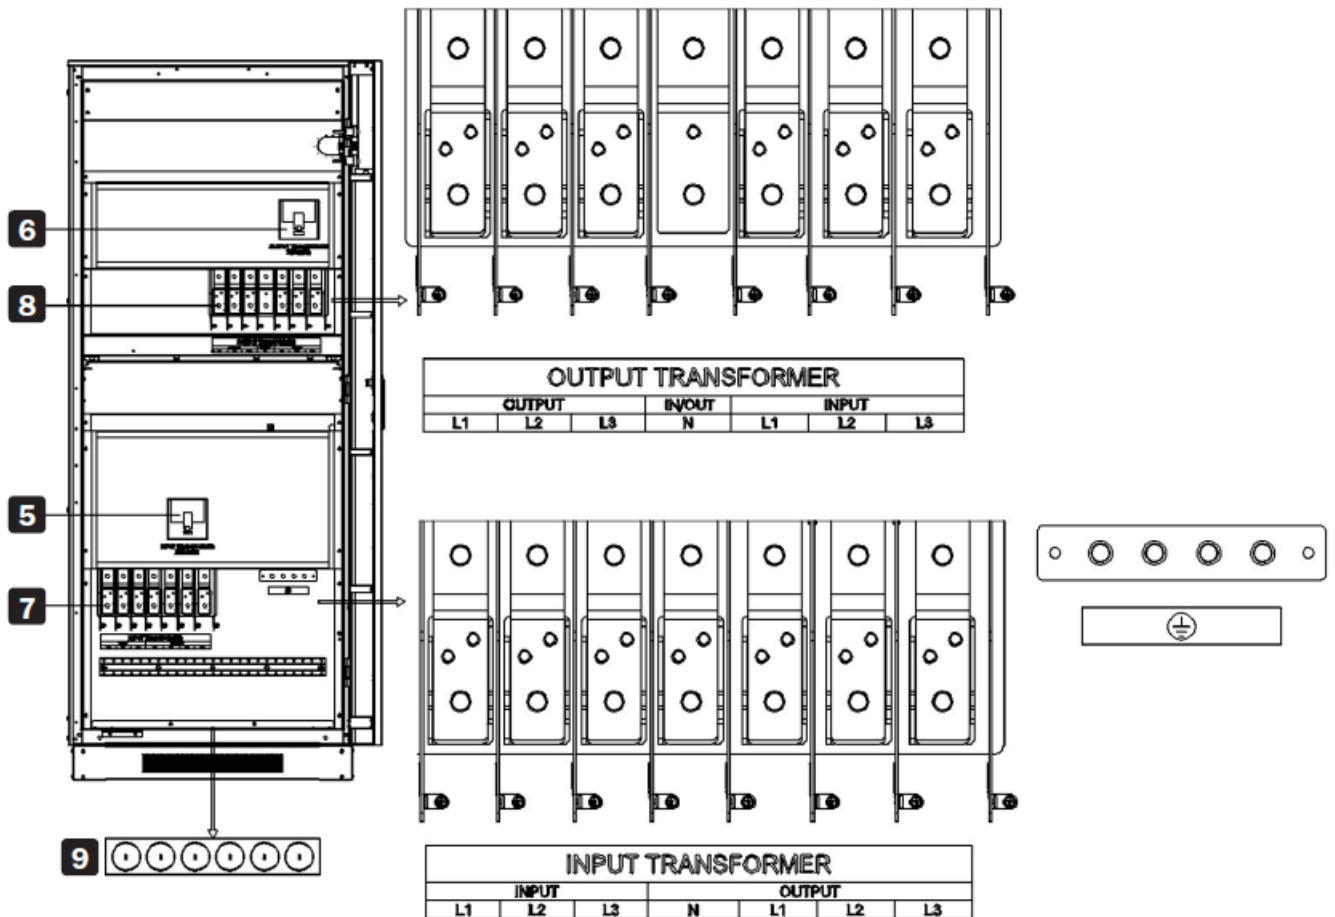 6
8
5
7
9
OUTPUT TRANSFORMER
OUTPUT IN/OUT INPUT
L1 L2 L3 N L1 L2 L3
INPUT TRANSFORMER
INPUT OUTPUT
L1 L2 L3 N L1 L2 L3